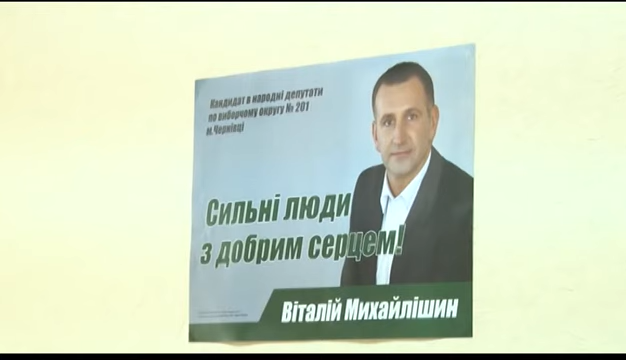 Кандидат в народні депутати
по виборчому округу № 201
м.Чернівці
Сильні люди
з добрим серцем!
Віталій Михайлішин